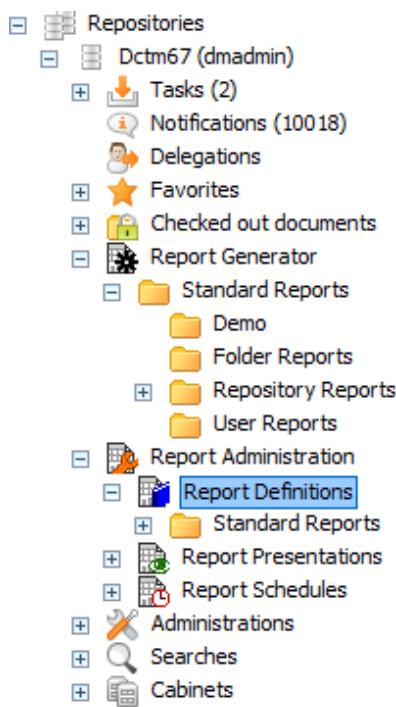 Repositories
Dctm67 (dmadmin)
Tasks (2)
Notifications (10018)
Delegations
Favorites
Checked out documents
Report Generator
Standard Reports
Demo
Folder Reports
Repository Reports
User Reports
Report Administration
Report Definitions
Standard Reports
Report Presentations
Report Schedules
Administrations
Searches
Cabinets